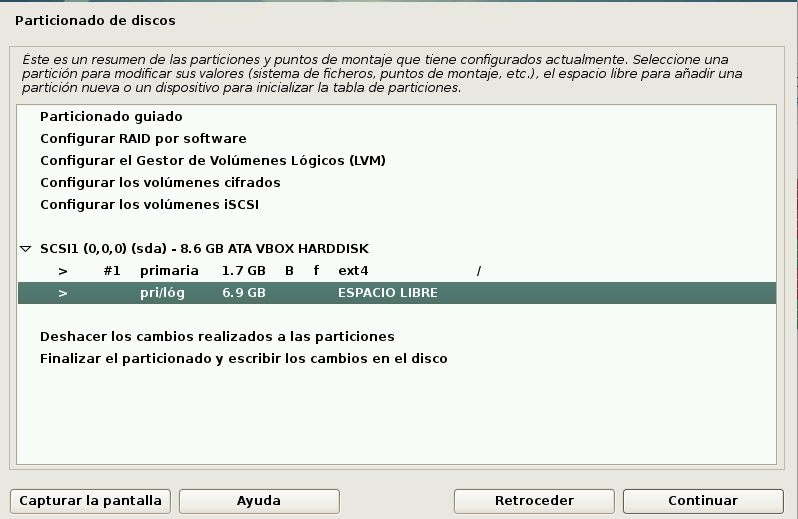 Particionado de discos
Éste es un resumen de las particiones y puntos de montaje que tiene configurados actualmente. Seleccione una
partición para modificar sus valores (sistema de ficheros, puntos de montaje, etc.), el espacio libre para añadir una
partición nueva o un dispositivo para inicializar la tabla de particiones.
Particionado guiado
Configurar RAID por software
Configurar el Gestor de Volúmenes Lógicos (LVM)
Configurar los volúmenes cifrados
Configurar los volúmenes iSCSI
SCSI1 (0,0,0) (sda) - 8.6 GB ATA VBOX HARDDISK
> #1 primaria 1.7 GB B f ext4 /
> pri/lóg 6.9 GB ESPACIO LIBRE
Deshacer los cambios realizados a las particiones
Finalizar el particionado y escribir los cambios en el disco
Capturar la pantalla Ayuda Retroceder Continuar